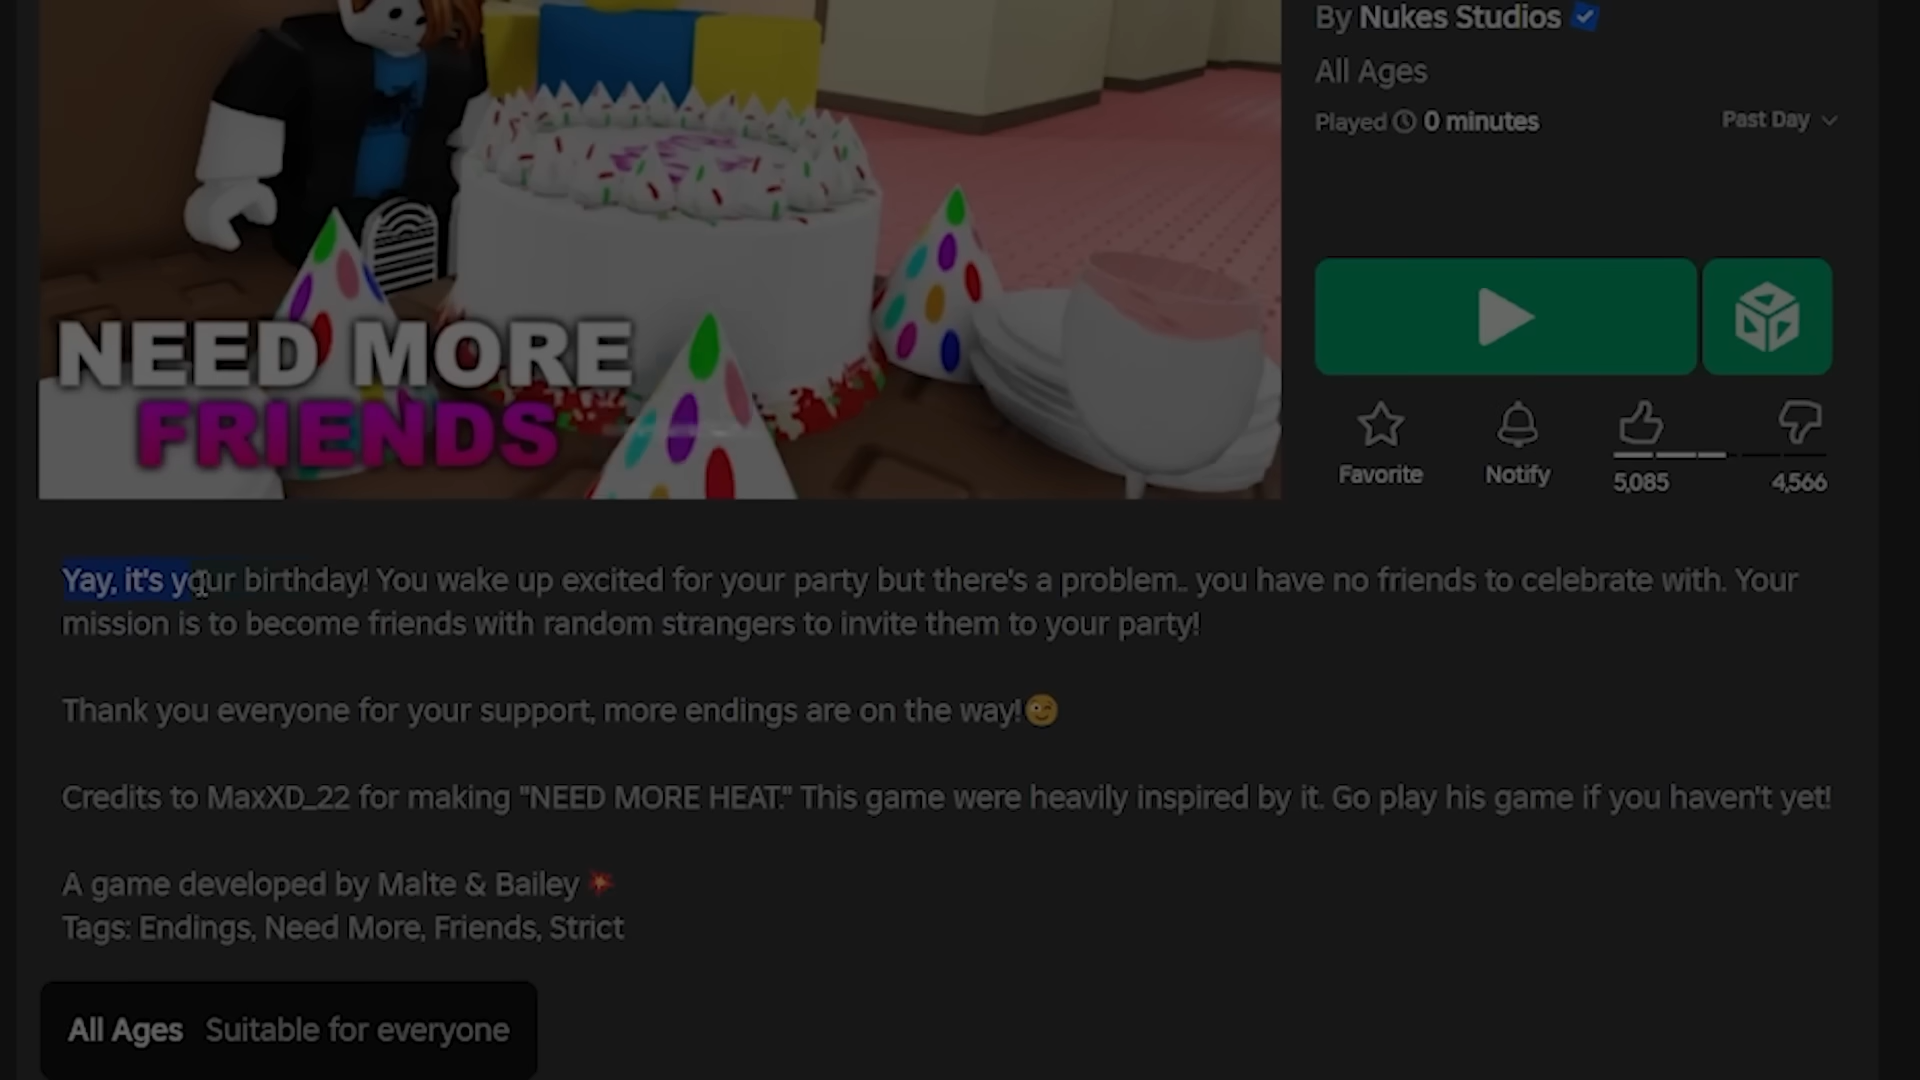 By Nukes Studios
All Ages
Played 0 minutes
Past Day
NEED MORE
FRIENDS
Favorite
Notify
5,085
4,566
Yay, it's your birthday! You wake up excited for your party but there's a problem.. you have no friends to celebrate with. Your
mission is to become friends with random strangers to invite them to your party!
Thank you everyone for your support, more endings are on the way!😉
Credits to MaxXD_22 for making "NEED MORE HEAT." This game were heavily inspired by it. Go play his game if you haven't yet!
A game developed by Malte & Bailey 💥
Tags: Endings, Need More, Friends, Strict
All Ages Suitable for everyone